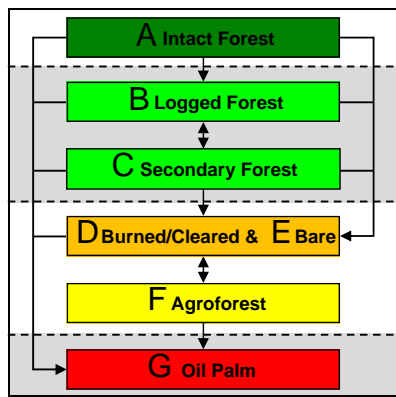 A Intact Forest
B Logged Forest
C Secondary Forest
D Burned/Cleared & E Bare
F Agroforest
G Oil Palm